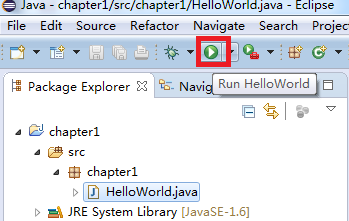 Java - chapter1/src/chapter1/HelloWorld.java - Eclipse
File Edit Source Refactor Navigate Search Project
Run HelloWorld
Package Explorer Navig
chapter1
src
chapter1
HelloWorld.java
JRE System Library [JavaSE-1.6]